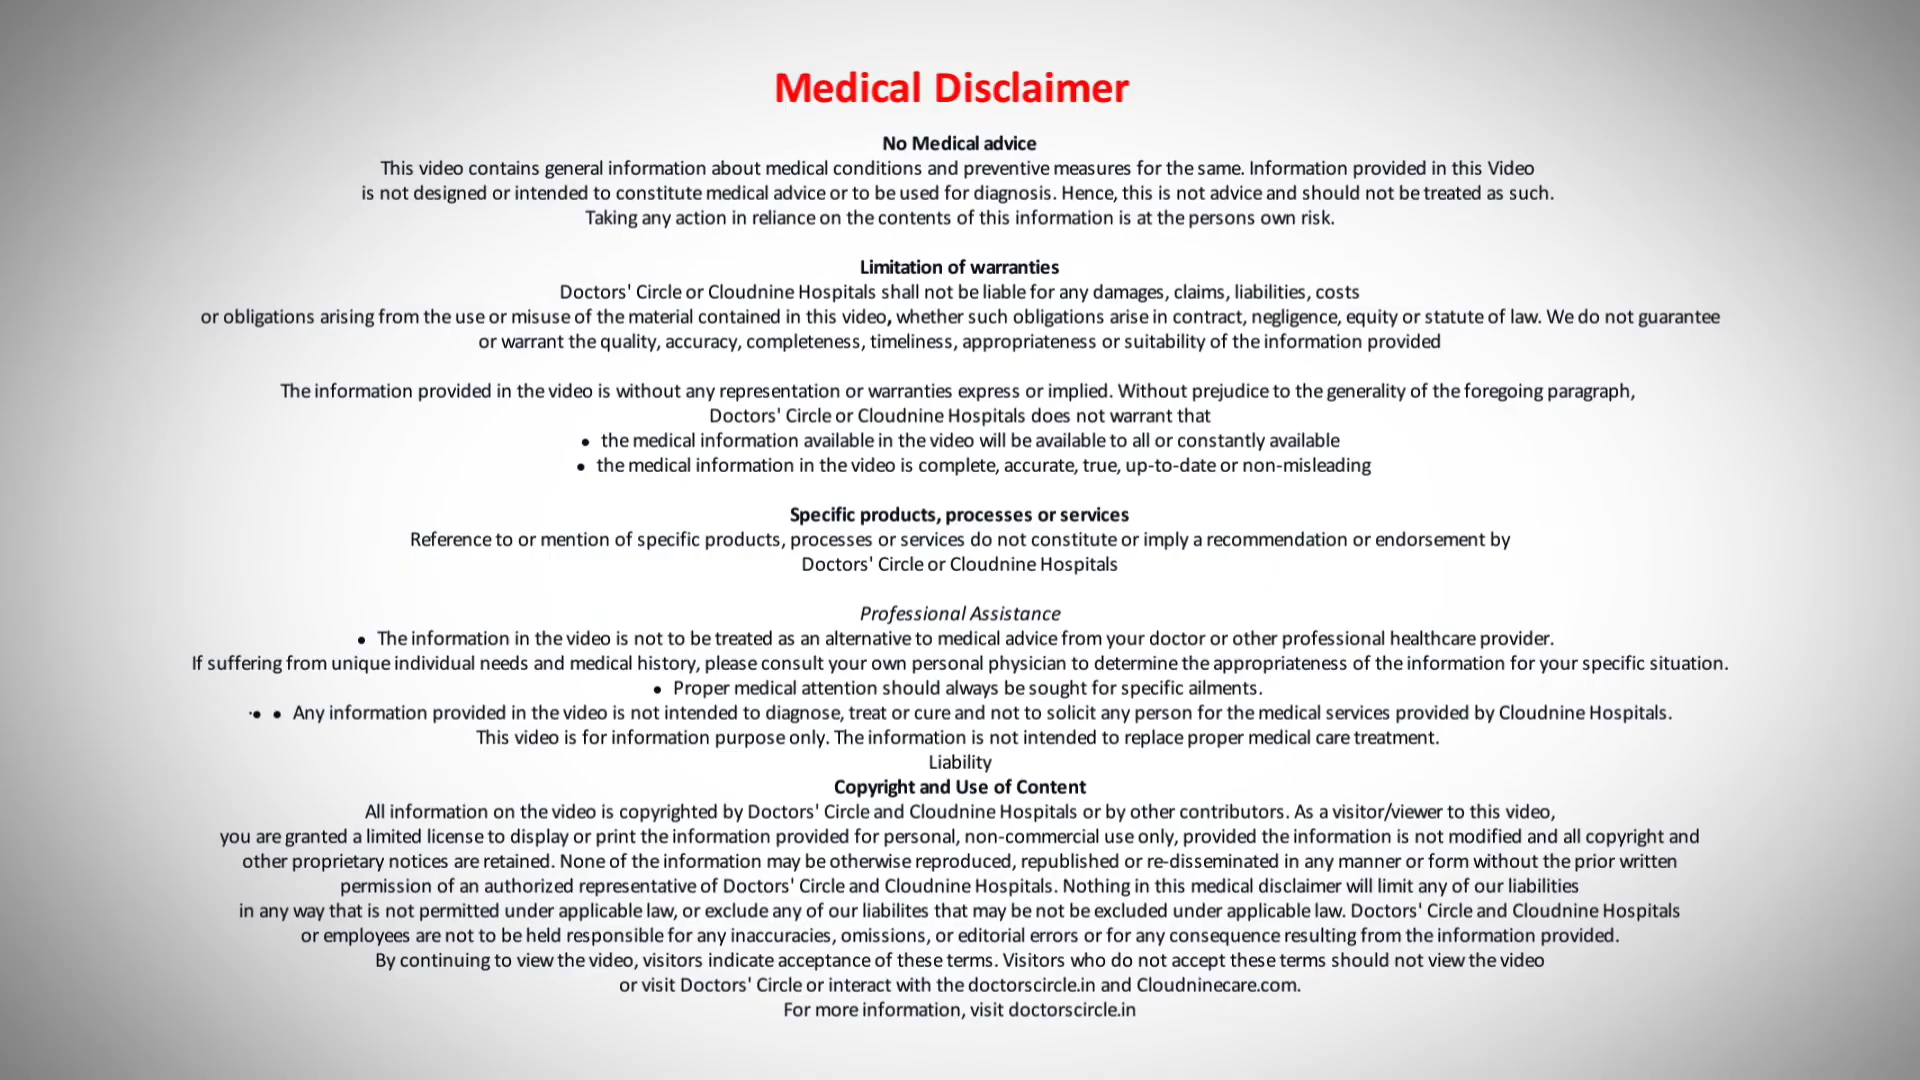 Medical Disclaimer
No Medical advice
This video contains general information about medical conditions and preventive measures for the same. Information provided in this Video
is not designed or intended to constitute medical advice or to be used for diagnosis. Hence, this is not advice and should not be treated as such.
Taking any action in reliance on the contents of this information is at the persons own risk.
Limitation of warranties
Doctors' Circle or Cloudnine Hospitals shall not be liable for any damages, claims, liabilities, costs
or obligations arising from the use or misuse of the material contained in this video, whether such obligations arise in contract, negligence, equity or statute of law. We do not guarantee
or warrant the quality, accuracy, completeness, timeliness, appropriateness or suitability of the information provided
The information provided in the video is without any representation or warranties express or implied. Without prejudice to the generality of the foregoing paragraph,
Doctors' Circle or Cloudnine Hospitals does not warrant that
• the medical information available in the video will be available to all or constantly available
• the medical information in the video is complete, accurate, true, up-to-date or non-misleading
Specific products, processes or services
Reference to or mention of specific products, processes or services do not constitute or imply a recommendation or endorsement by
Doctors' Circle or Cloudnine Hospitals
Professional Assistance
• The information in the video is not to be treated as an alternative to medical advice from your doctor or other professional healthcare provider.
If suffering from unique individual needs and medical history, please consult your own personal physician to determine the appropriateness of the information for your specific situation.
• Proper medical attention should always be sought for specific ailments.
·• • Any information provided in the video is not intended to diagnose, treat or cure and not to solicit any person for the medical services provided by Cloudnine Hospitals.
This video is for information purpose only. The information is not intended to replace proper medical care treatment.
Liability
Copyright and Use of Content
All information on the video is copyrighted by Doctors' Circle and Cloudnine Hospitals or by other contributors. As a visitor/viewer to this video,
you are granted a limited license to display or print the information provided for personal, non-commercial use only, provided the information is not modified and all copyright and
other proprietary notices are retained. None of the information may be otherwise reproduced, republished or re-disseminated in any manner or form without the prior written
permission of an authorized representative of Doctors' Circle and Cloudnine Hospitals. Nothing in this medical disclaimer will limit any of our liabilities
in any way that is not permitted under applicable law, or exclude any of our liabilites that may be not be excluded under applicable law. Doctors' Circle and Cloudnine Hospitals
or employees are not to be held responsible for any inaccuracies, omissions, or editorial errors or for any consequence resulting from the information provided.
By continuing to view the video, visitors indicate acceptance of these terms. Visitors who do not accept these terms should not view the video
or visit Doctors' Circle or interact with the doctorscircle.in and Cloudninecare.com.
For more information, visit doctorscircle.in